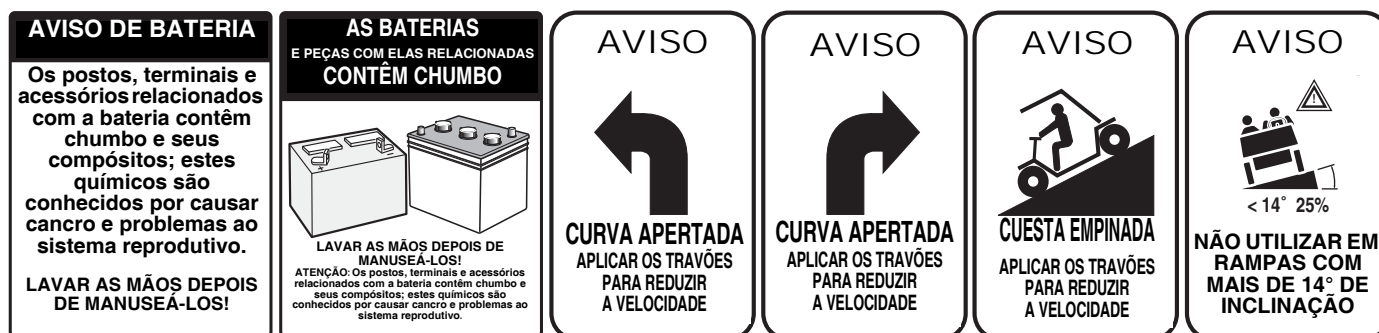 AVISO DE BATERIA
Os postos, terminais e
acessórios relacionados
com a bateria contêm
chumbo e seus
compósitos; estes
químicos são
conhecidos por causar
cancro e problemas ao
sistema reprodutivo.
LAVAR AS MÃOS DEPOIS
DE MANUSEÁ-LOS!
AS BATERIAS
E PEÇAS COM ELAS RELACIONADAS
CONTÊM CHUMBO
LAVAR AS MÃOS DEPOIS DE
MANUSEÁ-LOS!
ATENÇÃO: Os postos, terminais e acessórios
relacionados com a bateria contêm chumbo e
seus compósitos; estes químicos são
conhecidos por causar cancro e problemas ao
sistema reprodutivo.
AVISO
CURVA APERTADA
APLICAR OS TRAVÕES
PARA REDUZIR
A VELOCIDADE
AVISO
CURVA APERTADA
APLICAR OS TRAVÕES
PARA REDUZIR
A VELOCIDADE
AVISO
CUESTA EMPINADA
APLICAR OS TRAVÕES
PARA REDUZIR
A VELOCIDADE
AVISO
< 14° 25%
NÃO UTILIZAR EM
RAMPAS COM
MAIS DE 14° DE
INCLINAÇÃO